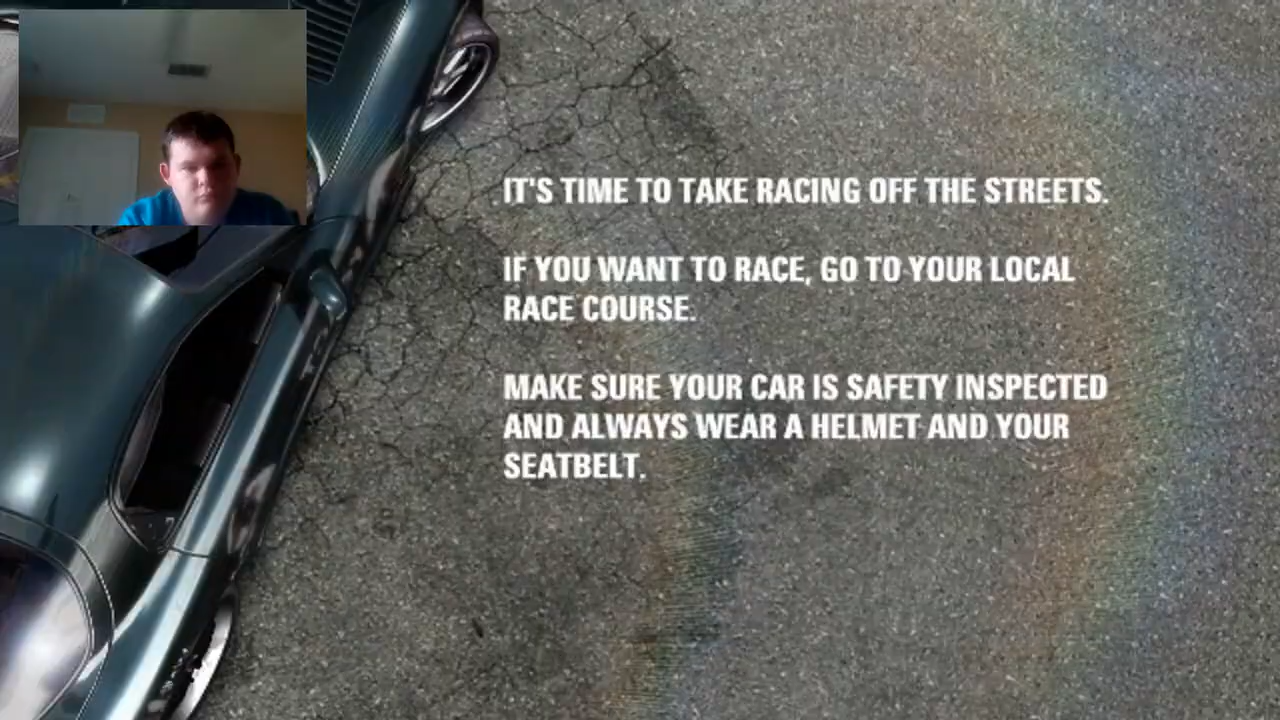 IT'S TIME TO TAKE RACING OFF THE STREETS.
IF YOU WANT TO RACE, GO TO YOUR LOCAL
RACE COURSE.
MAKE SURE YOUR CAR IS SAFETY INSPECTED
AND ALWAYS WEAR A HELMET AND YOUR
SEATBELT.